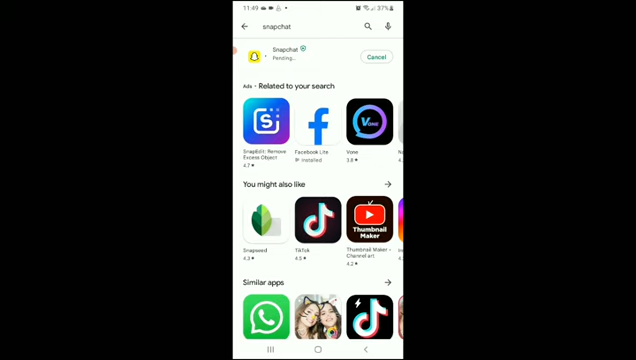 11:49
37%
snapchat
Snapchat
Pending...
Cancel
Ads • Related to your search
SnapEdit: Remove
Excess Object
4.7★
Facebook Lite
Installed
VONE
Vone
3.8★
You might also like
Snapseed
4.3★
TikTok
4.5★
Thumbnail
Maker
Thumbnail Maker -
Channel art
4.2★
Similar apps